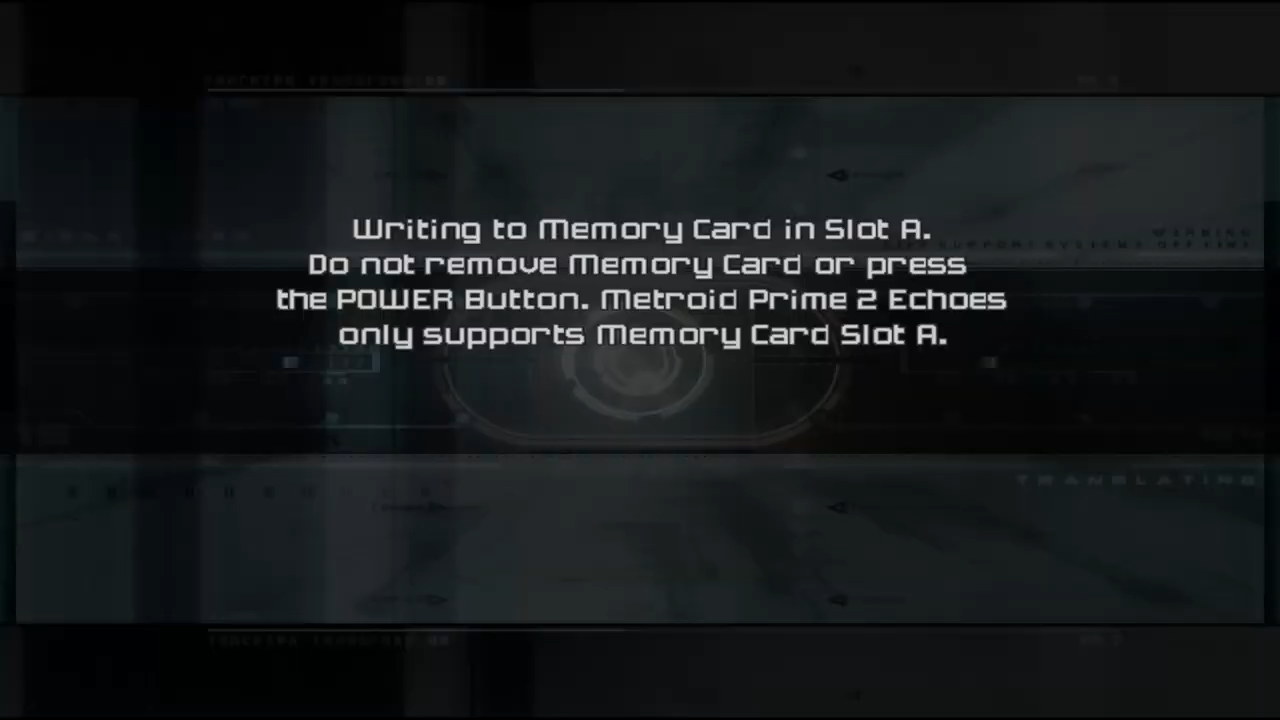 Writing to Memory Card in Slot A.
Do not remove Memory Card or press
the POWER Button. Metroid Prime 2 Echoes
only supports Memory Card Slot A.
TRANSLATING